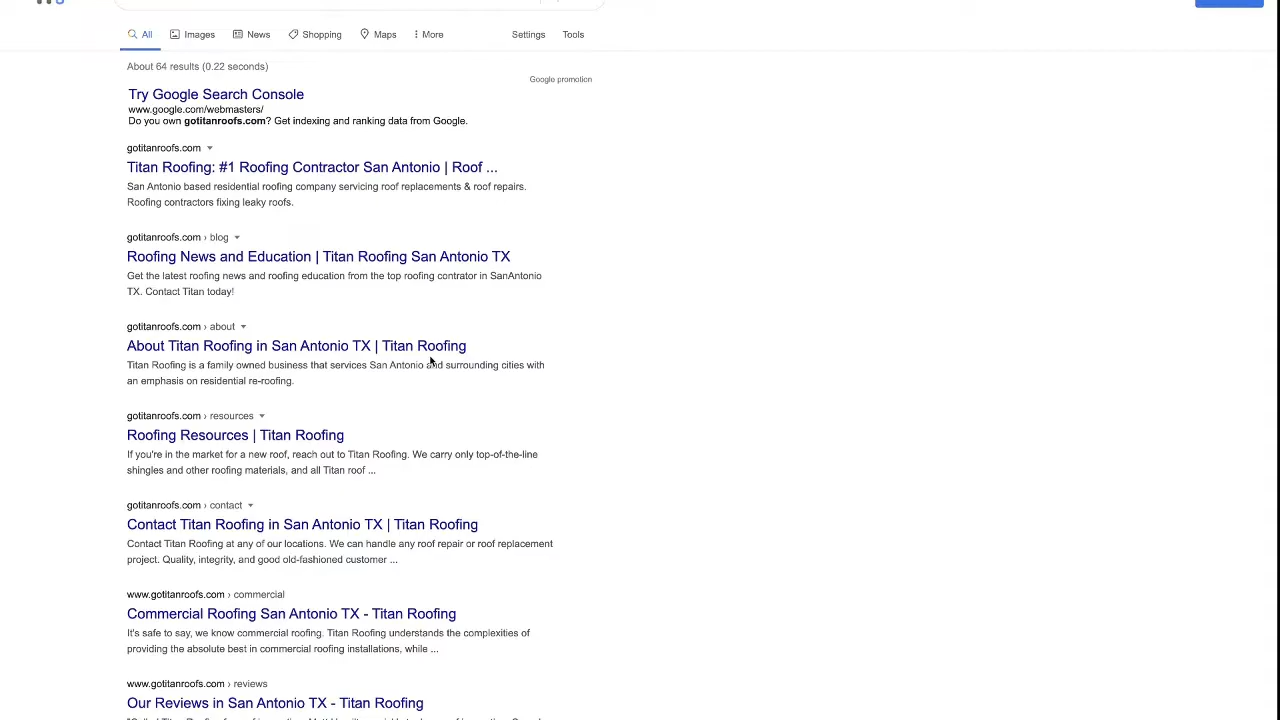 All Images News Shopping Maps More Settings Tools
About 64 results (0.22 seconds)
Google promotion
Try Google Search Console
www.google.com/webmasters/
Do you own gotitanroofs.com? Get indexing and ranking data from Google.
gotitanroofs.com
Titan Roofing: #1 Roofing Contractor San Antonio | Roof ...
San Antonio based residential roofing company servicing roof replacements & roof repairs.
Roofing contractors fixing leaky roofs.
gotitanroofs.com › blog
Roofing News and Education | Titan Roofing San Antonio TX
Get the latest roofing news and roofing education from the top roofing contrator in SanAntonio
TX. Contact Titan today!
gotitanroofs.com › about
About Titan Roofing in San Antonio TX | Titan Roofing
Titan Roofing is a family owned business that services San Antonio and surrounding cities with
an emphasis on residential re-roofing.
gotitanroofs.com › resources
Roofing Resources | Titan Roofing
If you're in the market for a new roof, reach out to Titan Roofing. We carry only top-of-the-line
shingles and other roofing materials, and all Titan roof ...
gotitanroofs.com › contact
Contact Titan Roofing in San Antonio TX | Titan Roofing
Contact Titan Roofing at any of our locations. We can handle any roof repair or roof replacement
project. Quality, integrity, and good old-fashioned customer ...
www.gotitanroofs.com › commercial
Commercial Roofing San Antonio TX - Titan Roofing
It's safe to say, we know commercial roofing. Titan Roofing understands the complexities of
providing the absolute best in commercial roofing installations, while ...
www.gotitanroofs.com › reviews
Our Reviews in San Antonio TX - Titan Roofing